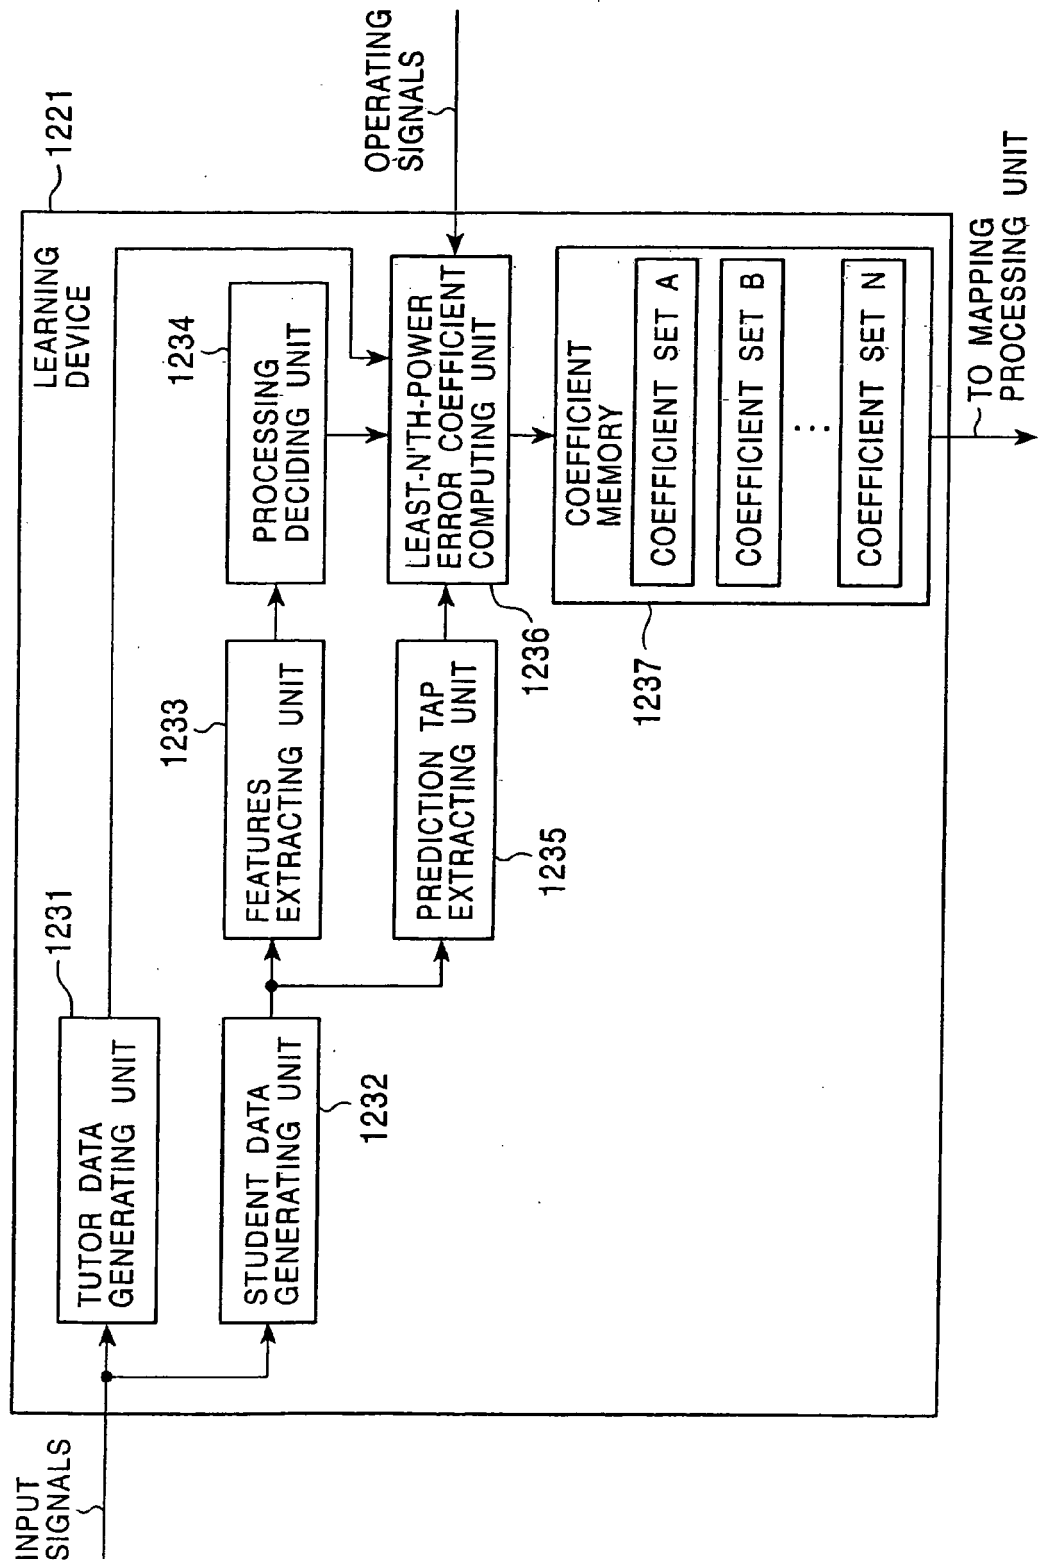 INPUT
SIGNALS
LEARNING
DEVICE
1221
TUTOR DATA
GENERATING UNIT
1231
STUDENT DATA
GENERATING UNIT
1232
FEATURES
EXTRACTING UNIT
1233
PROCESSING
DECIDING UNIT
1234
PREDICTION TAP
EXTRACTING UNIT
1235
LEAST-N'TH-POWER
ERROR COEFFICIENT
COMPUTING UNIT
1236
OPERATING
SIGNALS
COEFFICIENT
MEMORY
COEFFICIENT SET A
COEFFICIENT SET B
...
COEFFICIENT SET N
1237
TO MAPPING
PROCESSING UNIT